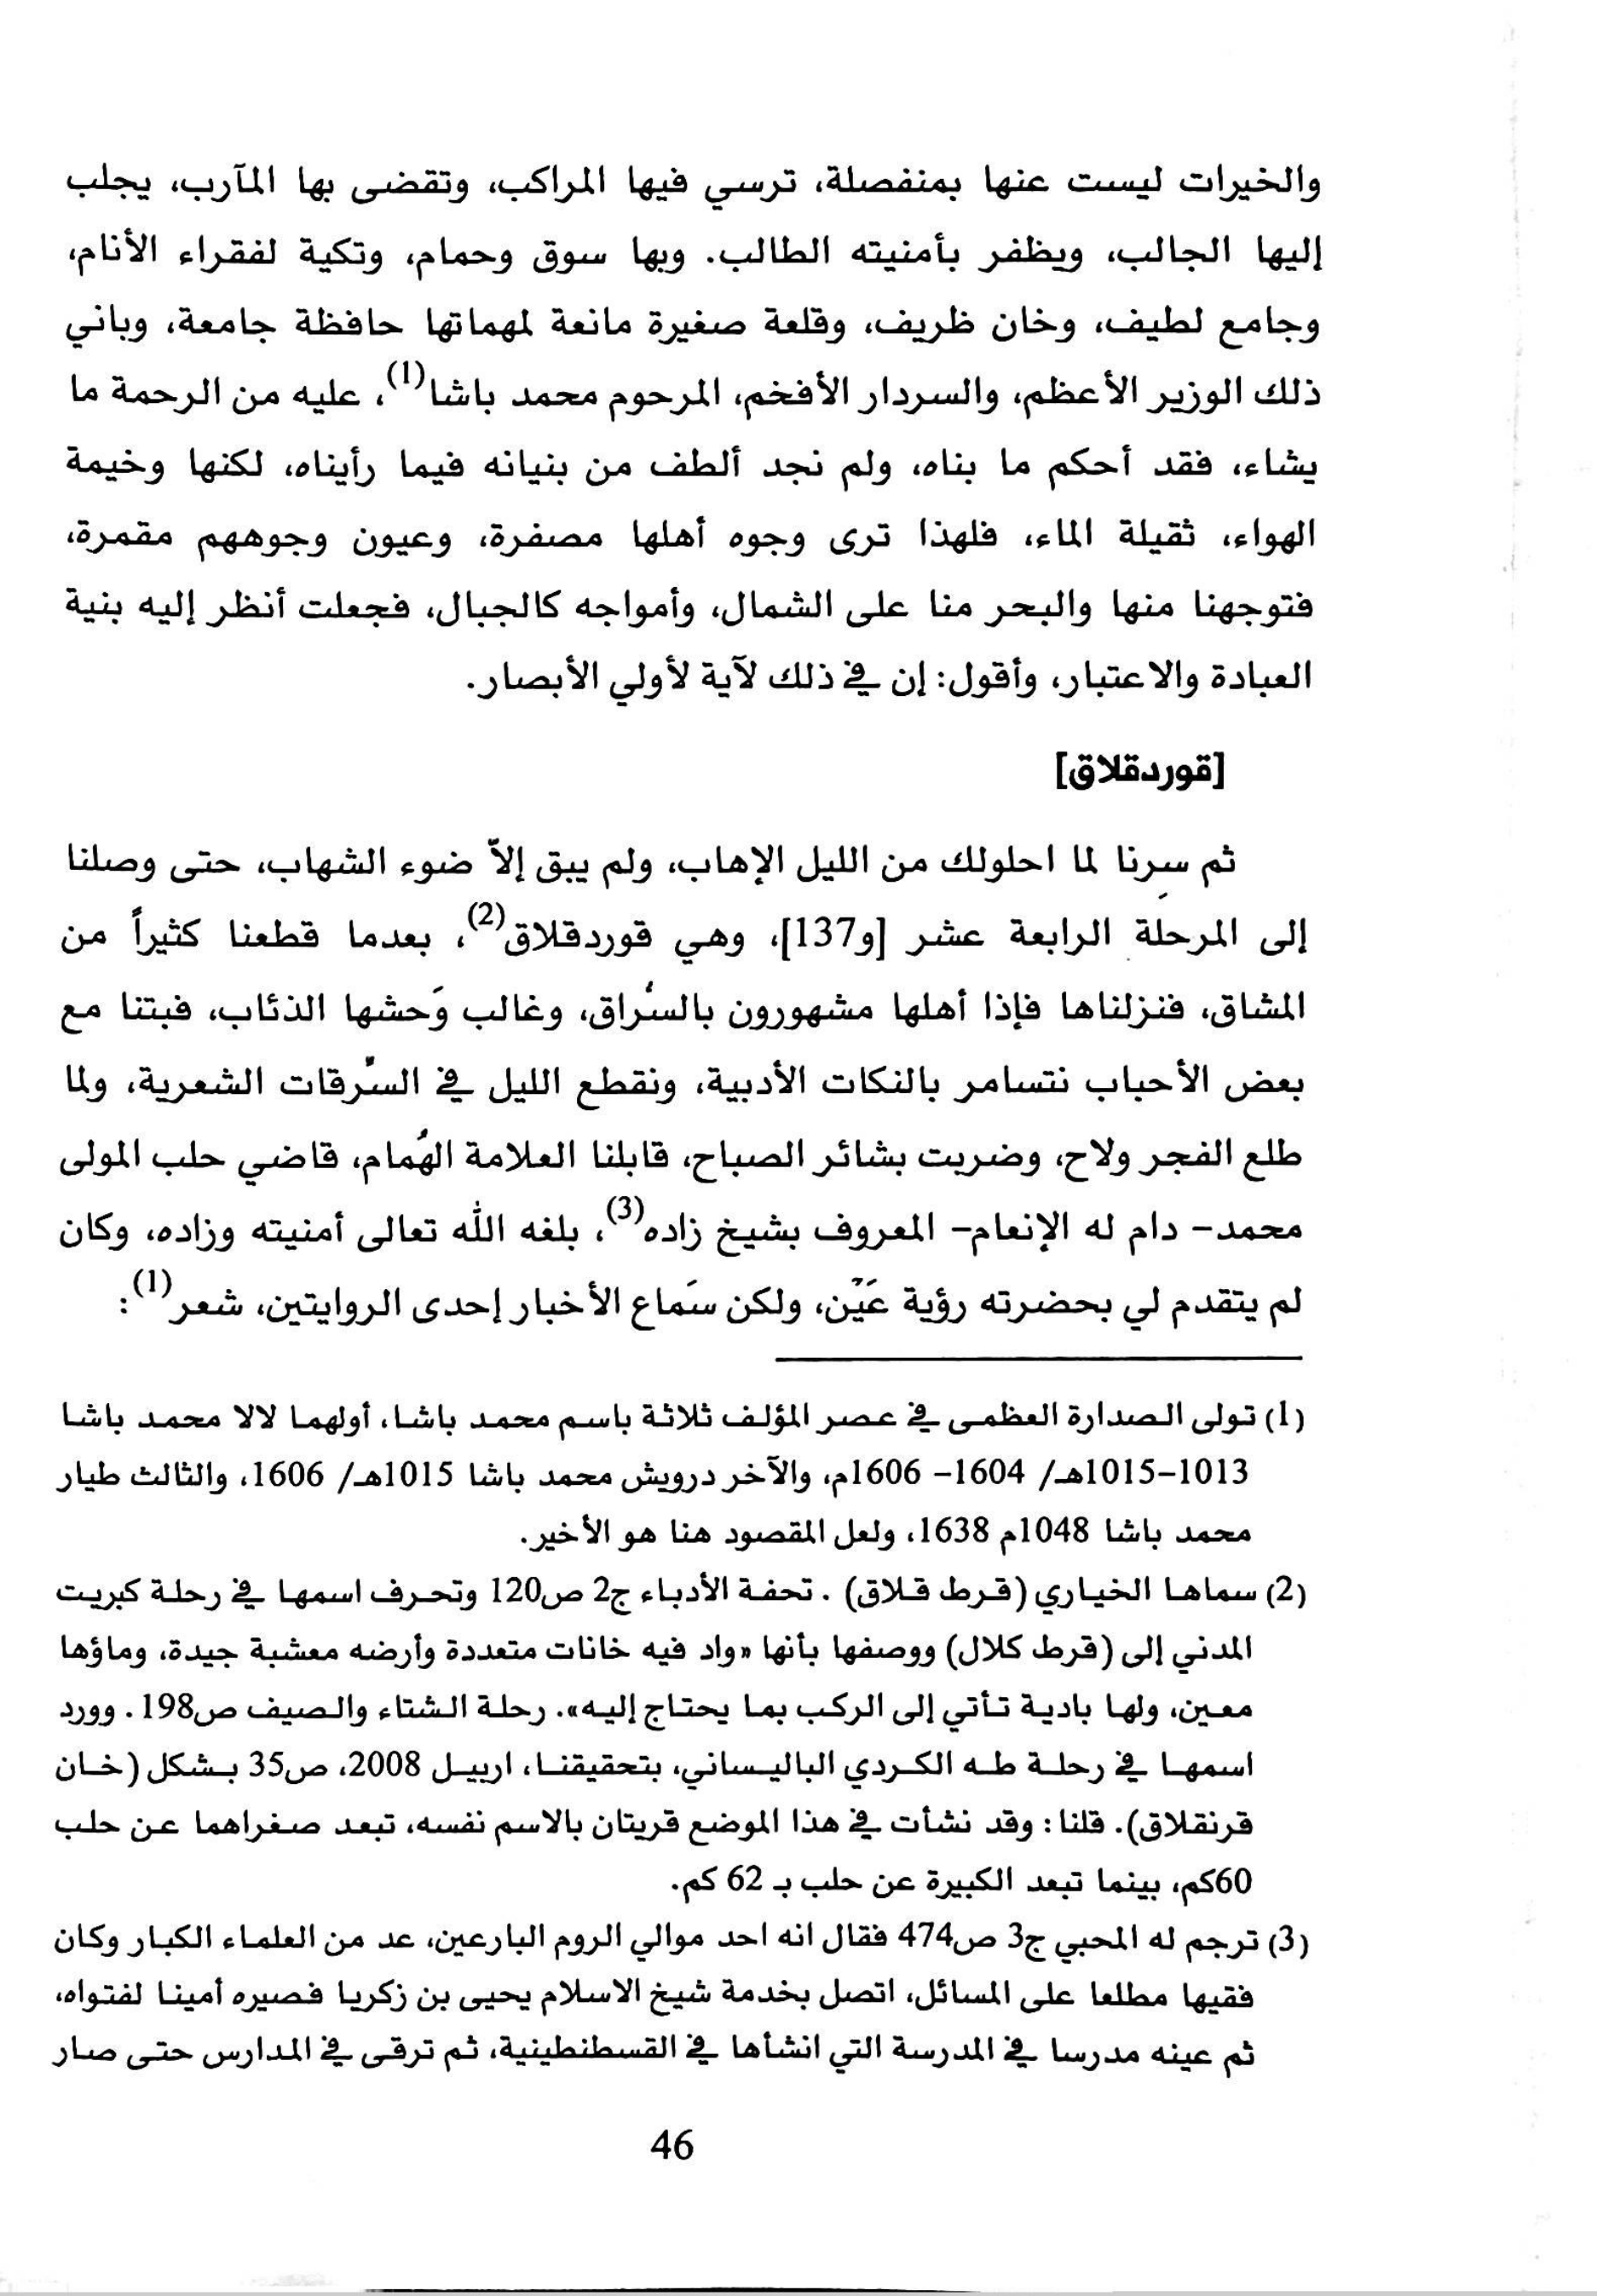 والخيرات ليست عنها بمنفصلة، ترسي فيها المراكب، وتقضى بها المآرب، يجلب
إليها الجالب، ويظفر بأمنيته الطالب. وبها سوق وحمام، وتكية لفقراء الأنام،
وجامع لطيف، وخان ظريف، وقلعة صغيرة مانعة لمهماتها حافظة جامعة، وباني
ذلك الوزير الأعظم، والسردار الأفخم، المرحوم محمد باشا(1)، عليه من الرحمة ما
يشاء، فقد أحكم ما بناه، ولم نجد ألطف من بنيانه فيما رأيناه، لكنها وخيمة
الهواء، ثقيلة الماء، فلهذا ترى وجوه أهلها مصفرة، وعيون وجوههم مقمرة،
فتوجهنا منها والبحر منا على الشمال، وأمواجه كالجبال، فجعلت أنظر إليه بنية
العبادة والاعتبار، وأقول: إن في ذلك لآية لأولي الأبصار.
[قوردقلاق]
ثم سِرنا لما احلولك من الليل الإهاب، ولم يبق إلاّ ضوء الشهاب، حتى وصلنا
إلى المرحلة الرابعة عشر [و137]، وهي قوردقلاق(2)، بعدما قطعنا كثيراً من
المشاق، فنزلناها فإذا أهلها مشهورون بالسُراق، وغالب وَحشها الذئاب، فبتنا مع
بعض الأحباب نتسامر بالنكات الأدبية، ونقطع الليل في السّرقات الشعرية، ولما
طلع الفجر ولاح، وضربت بشائر الصباح، قابلنا العلامة الهُمام، قاضي حلب المولى
محمد- دام له الإنعام- المعروف بشيخ زاده(3)، بلغه الله تعالى أمنيته وزاده، وكان
لم يتقدم لي بحضرته رؤية عَيْن، ولكن سَماع الأخبار إحدى الروايتين، شعر(1):
(1) تولى الصدارة العظمى في عصر المؤلف ثلاثة باسم محمد باشا، أولهما لالا محمد باشا
1013-1015هـ/ 1604- 1606م، والآخر درويش محمد باشا 1015هـ/ 1606، والثالث طيار
محمد باشا 1048م 1638، ولعل المقصود هنا هو الأخير.
(2) سماها الخياري (قرط قلاق). تحفة الأدباء ج2 ص120 وتحرف اسمها في رحلة كبريت
المدني إلى (قرط كلال) ووصفها بأنها «واد فيه خانات متعددة وأرضه معشبة جيدة، وماؤها
معين، ولها بادية تأتي إلى الركب بما يحتاج إليه». رحلة الشتاء والصيف ص198. وورد
اسمها في رحلة طه الكردي الباليساني، بتحقيقنا، اربيل 2008، ص35 بشكل (خان
قرنقلاق). قلنا: وقد نشأت في هذا الموضع قريتان بالاسم نفسه، تبعد صغراهما عن حلب
60كم، بينما تبعد الكبيرة عن حلب بـ 62 كم.
(3) ترجم له المحبي ج3 ص474 فقال انه احد موالي الروم البارعين، عد من العلماء الكبار وكان
فقيها مطلعا على المسائل، اتصل بخدمة شيخ الاسلام يحيى بن زكريا فصيره أمينا لفتواه،
ثم عينه مدرسا في المدرسة التي انشأها في القسطنطينية، ثم ترقى في المدارس حتى صار
46